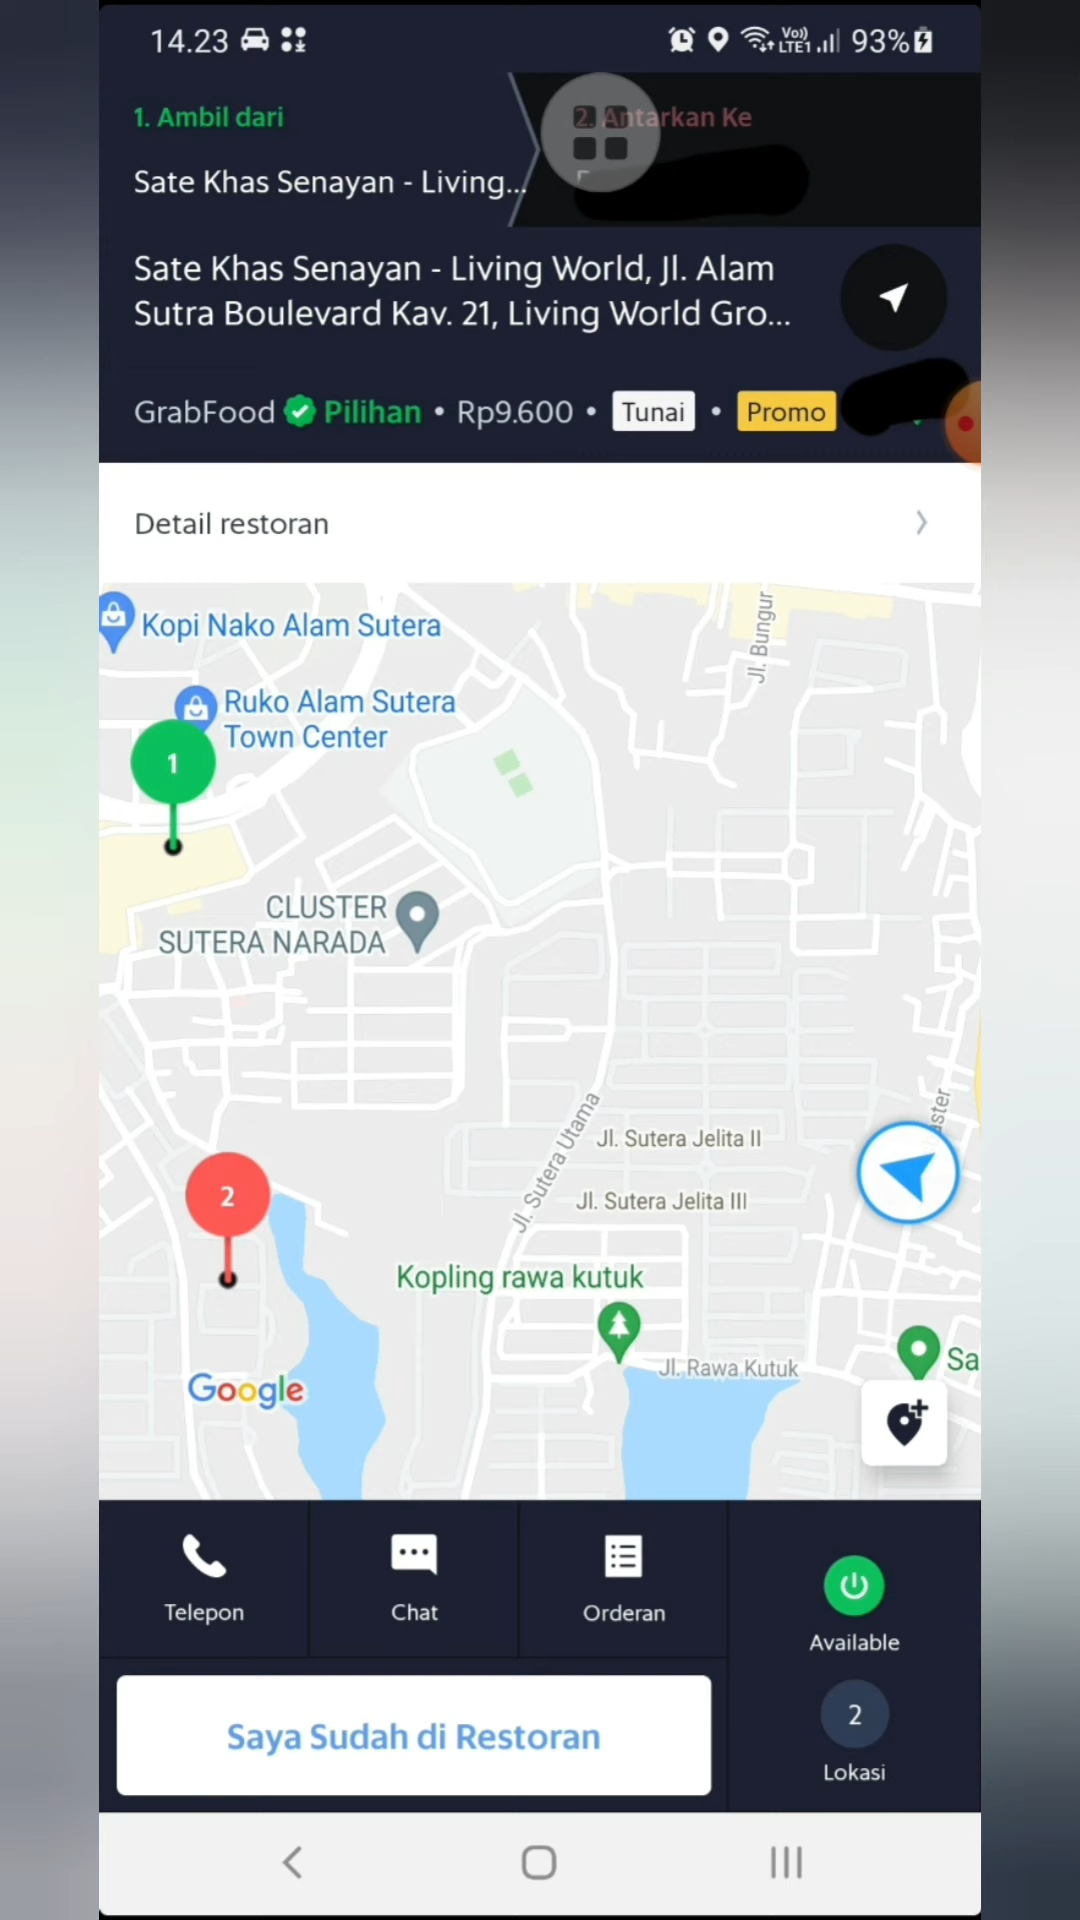 14.23
Vo))
LTE1
93%
1. Ambil dari
2. Antarkan Ke
Sate Khas Senayan - Living...
Sate Khas Senayan - Living World, Jl. Alam
Sutra Boulevard Kav. 21, Living World Gro...
GrabFood Pilihan • Rp9.600 • Tunai • Promo
Detail restoran
Kopi Nako Alam Sutera
Jl. Bungur
Ruko Alam Sutera
Town Center
1
CLUSTER
SUTERA NARADA
Jl. Sutera Utama
Jl. Sutera Jelita II
2
Jl. Sutera Jelita III
Kopling rawa kutuk
Jl. Rawa Kutuk
Sa
Google
Telepon
Chat
Orderan
Available
Saya Sudah di Restoran
2
Lokasi